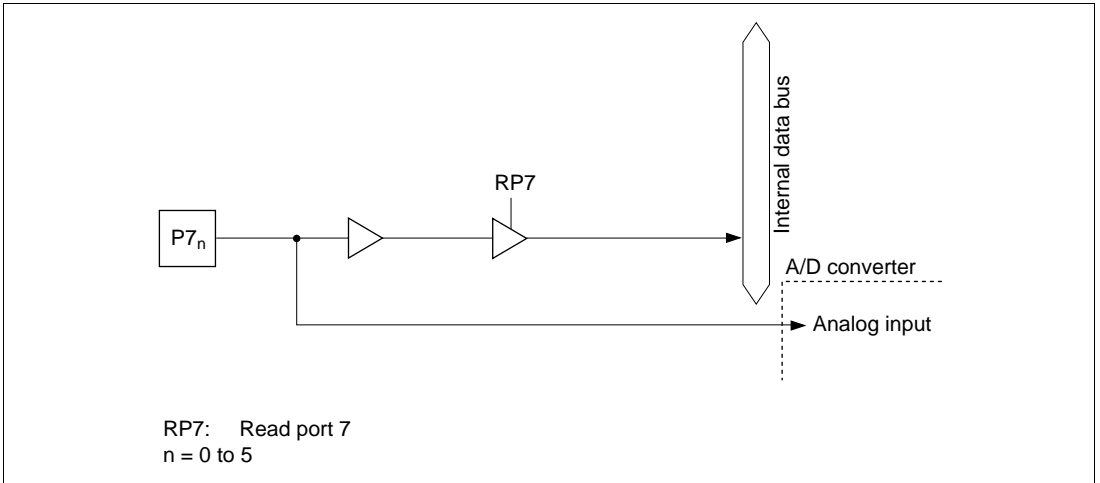 RP7
P7n
Internal data bus
A/D converter
Analog input
RP7: Read port 7
n = 0 to 5